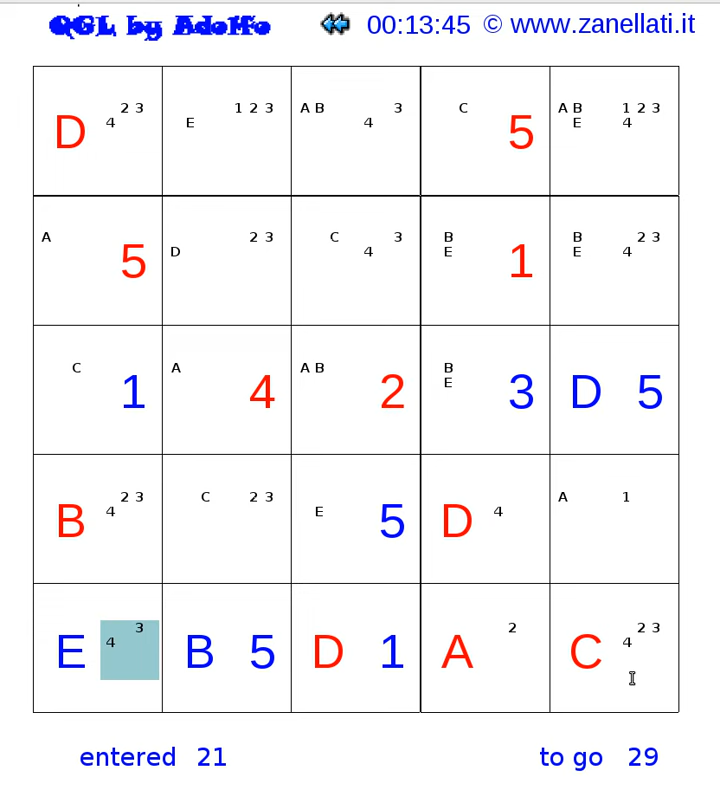 QGL by Adolfo 00:13:45 © www.zanellati.it
2 3 1 2 3 A B 3 C A B 1 2 3
D 4 E 4 5 E 4
A 2 3 C 3 B B 2 3
5 D 4 E 1 E 4
C A A B B
1 4 2 E 3 D 5
2 3 C 2 3 A 1
B 4 E 5 D 4
3 2 2 3
E 4 B 5 D 1 A C 4
entered 21 to go 29